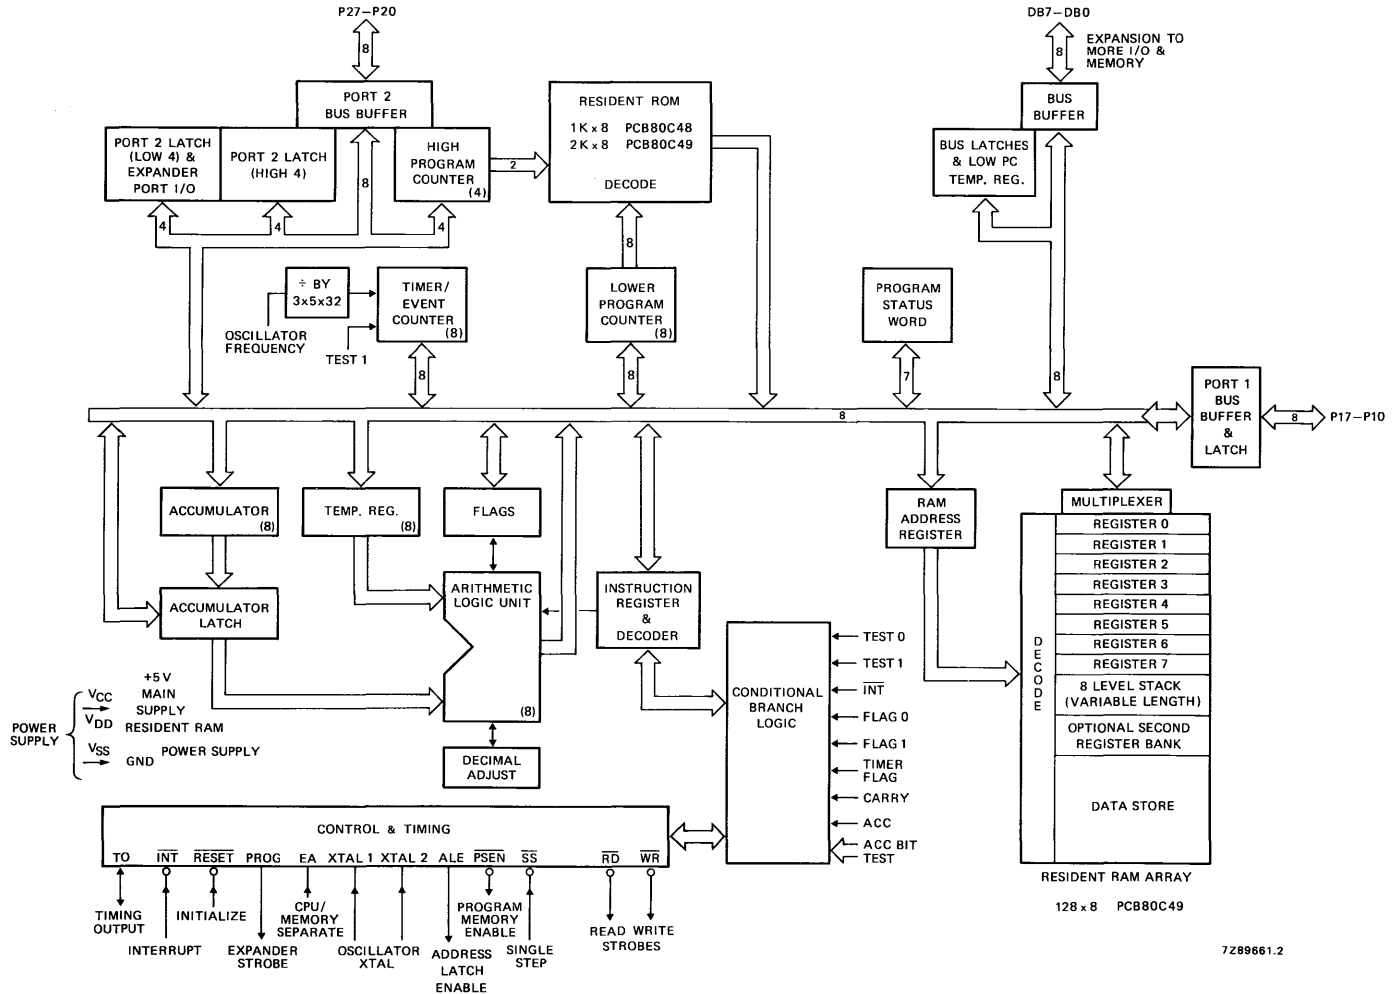 P27–P20
DB7–DB0
8
8
EXPANSION TO
MORE I/O &
MEMORY
PORT 2
BUS BUFFER
RESIDENT ROM
1K x 8 PCB80C48
2K x 8 PCB80C49
DECODE
BUS
BUFFER
PORT 2 LATCH
(LOW 4) &
EXPANDER
PORT I/O
PORT 2 LATCH
(HIGH 4)
8
HIGH
PROGRAM
COUNTER
(4)
2
BUS LATCHES
& LOW PC
TEMP. REG.
4
4
4
8
÷ BY
3x5x32
OSCILLATOR
FREQUENCY
TEST 1
TIMER/
EVENT
COUNTER
(8)
LOWER
PROGRAM
COUNTER
(8)
PROGRAM
STATUS
WORD
8
8
7
8
8
PORT 1
BUS
BUFFER
&
LATCH
8
P17–P10
ACCUMULATOR
(8)
TEMP. REG.
(8)
FLAGS
RAM
ADDRESS
REGISTER
MULTIPLEXER
REGISTER 0
REGISTER 1
REGISTER 2
REGISTER 3
REGISTER 4
REGISTER 5
REGISTER 6
REGISTER 7
8 LEVEL STACK
(VARIABLE LENGTH)
OPTIONAL SECOND
REGISTER BANK
DATA STORE
DECODE
RESIDENT RAM ARRAY
128 x 8 PCB80C49
ACCUMULATOR
LATCH
ARITHMETIC
LOGIC UNIT
(8)
INSTRUCTION
REGISTER
&
DECODER
DECIMAL
ADJUST
CONDITIONAL
BRANCH
LOGIC
TEST 0
TEST 1
INT
FLAG 0
FLAG 1
TIMER
FLAG
CARRY
ACC
ACC BIT
TEST
POWER
SUPPLY
VCC
+5 V
MAIN
SUPPLY
VDD RESIDENT RAM
POWER SUPPLY
VSS
GND
CONTROL & TIMING
TO INT RESET PROG EA XTAL 1 XTAL 2 ALE PSEN SS RD WR
TIMING
OUTPUT
INTERRUPT
INITIALIZE
EXPANDER
STROBE
CPU/
MEMORY
SEPARATE
OSCILLATOR
XTAL
ADDRESS
LATCH
ENABLE
PROGRAM
MEMORY
ENABLE
SINGLE
STEP
READ WRITE
STROBES
7Z89661.2